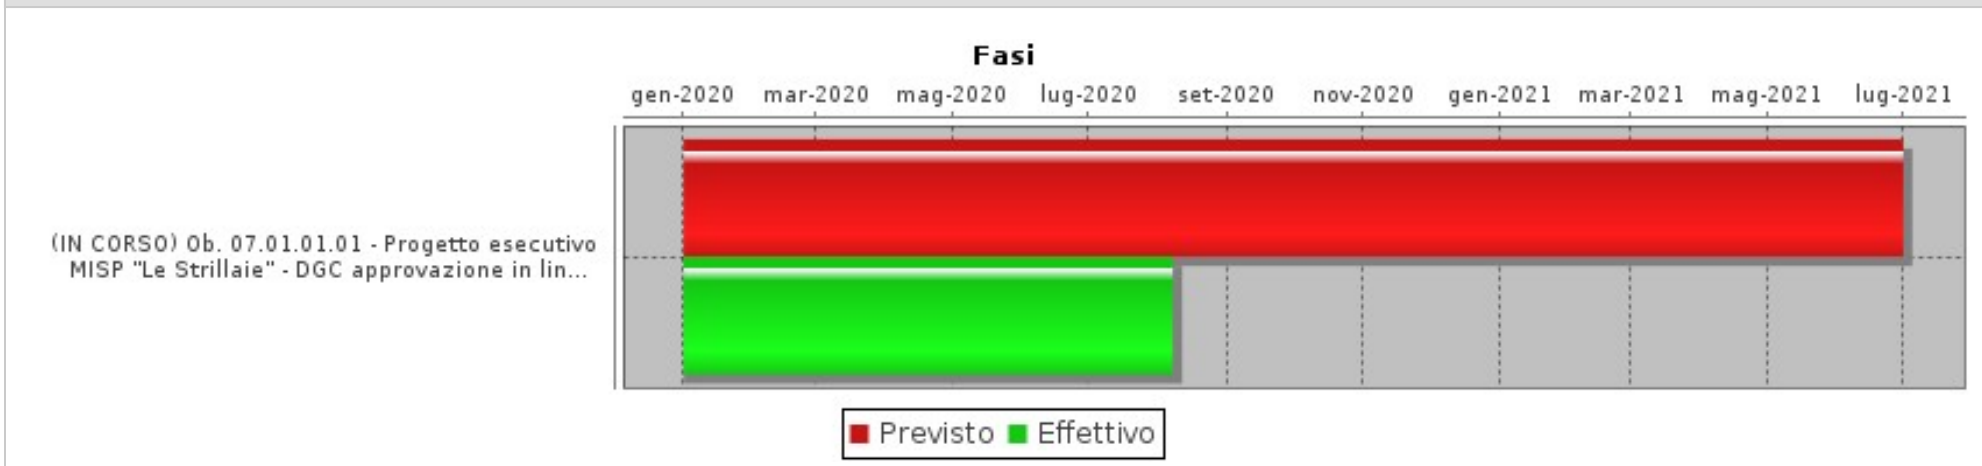 Fasi
gen-2020 mar-2020 mag-2020 lug-2020 set-2020 nov-2020 gen-2021 mar-2021 mag-2021 lug-2021
(IN CORSO) Ob. 07.01.01.01 - Progetto esecutivo
MISP "Le Strillaie" - DGC approvazione in lin...
Previsto Effettivo